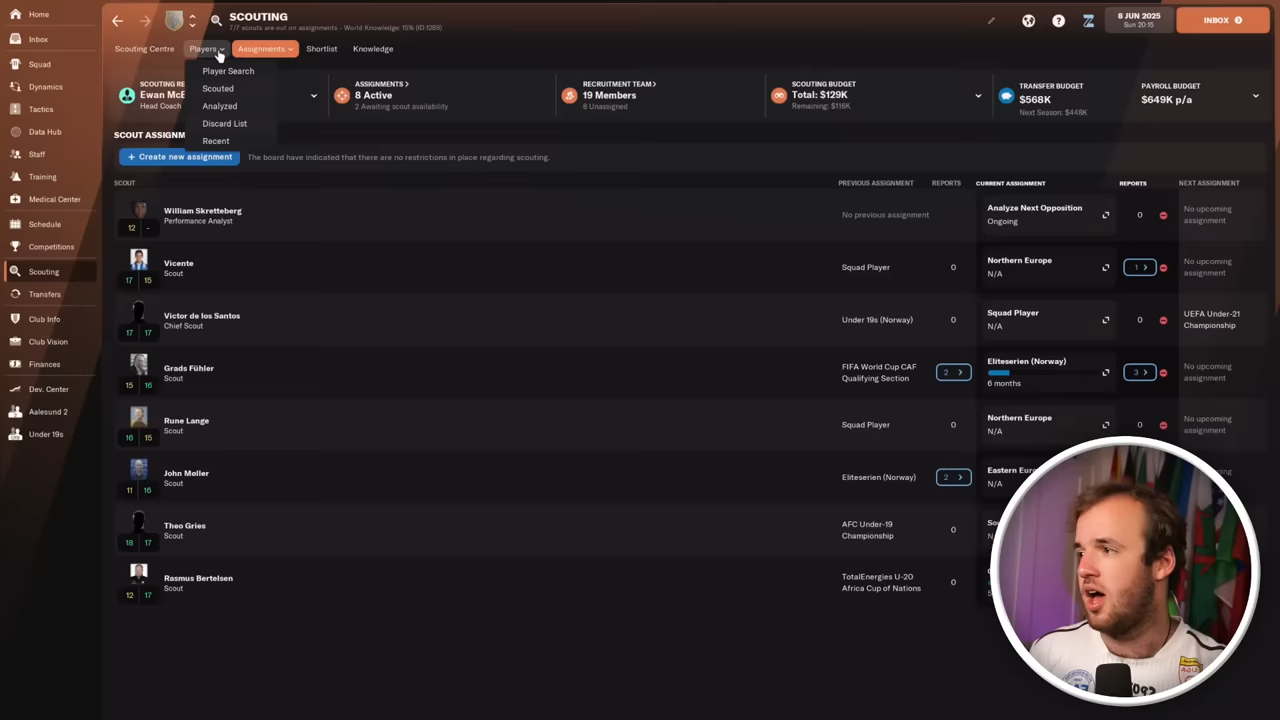 Home
Inbox
Squad
Dynamics
Tactics
Data Hub
Staff
Training
Medical Center
Schedule
Competitions
Scouting
Transfers
Club Info
Club Vision
Finances
Dev. Center
Aalesund 2
Under 19s
SCOUTING
7/7 scouts are out on assignments - World Knowledge: 15% (ID:1289)
8 JUN 2025
Sun 20:15
INBOX
Scouting Centre
Players
Assignments
Shortlist
Knowledge
Player Search
Scouted
Analyzed
Discard List
Recent
SCOUTING
Ewan
Head Coach
ASSIGNMENTS >
8 Active
2 Awaiting scout availability
RECRUITMENT TEAM >
19 Members
8 Unassigned
SCOUTING BUDGET
Total: $129K
Remaining: $116K
TRANSFER BUDGET
$568K
Next Season: $448K
PAYROLL BUDGET
$649K p/a
SCOUT
+ Create new assignment
The board have indicated that there are no restrictions in place regarding scouting.
SCOUT
PREVIOUS ASSIGNMENT
REPORTS
CURRENT ASSIGNMENT
REPORTS
NEXT ASSIGNMENT
12 -
William Skretteberg
Performance Analyst
No previous assignment
Analyze Next Opposition
Ongoing
0
No upcoming
assignment
17 15
Vicente
Scout
Squad Player
0
Northern Europe
N/A
1 >
No upcoming
assignment
17 17
Victor de los Santos
Chief Scout
Under 19s (Norway)
0
Squad Player
N/A
0
UEFA Under-21
Championship
15 16
Grads Fühler
Scout
FIFA World Cup CAF
Qualifying Section
2 >
Eliteserien (Norway)
6 months
3 >
No upcoming
assignment
16 15
Rune Lange
Scout
Squad Player
0
Northern Europe
N/A
0
No upcoming
assignment
11 16
John Møller
Scout
Eliteserien (Norway)
2 >
Eastern
N/A
18 17
Theo Gries
Scout
AFC Under-19
Championship
0
N/A
12 17
Rasmus Bertelsen
Scout
TotalEnergies U-20
Africa Cup of Nations
0